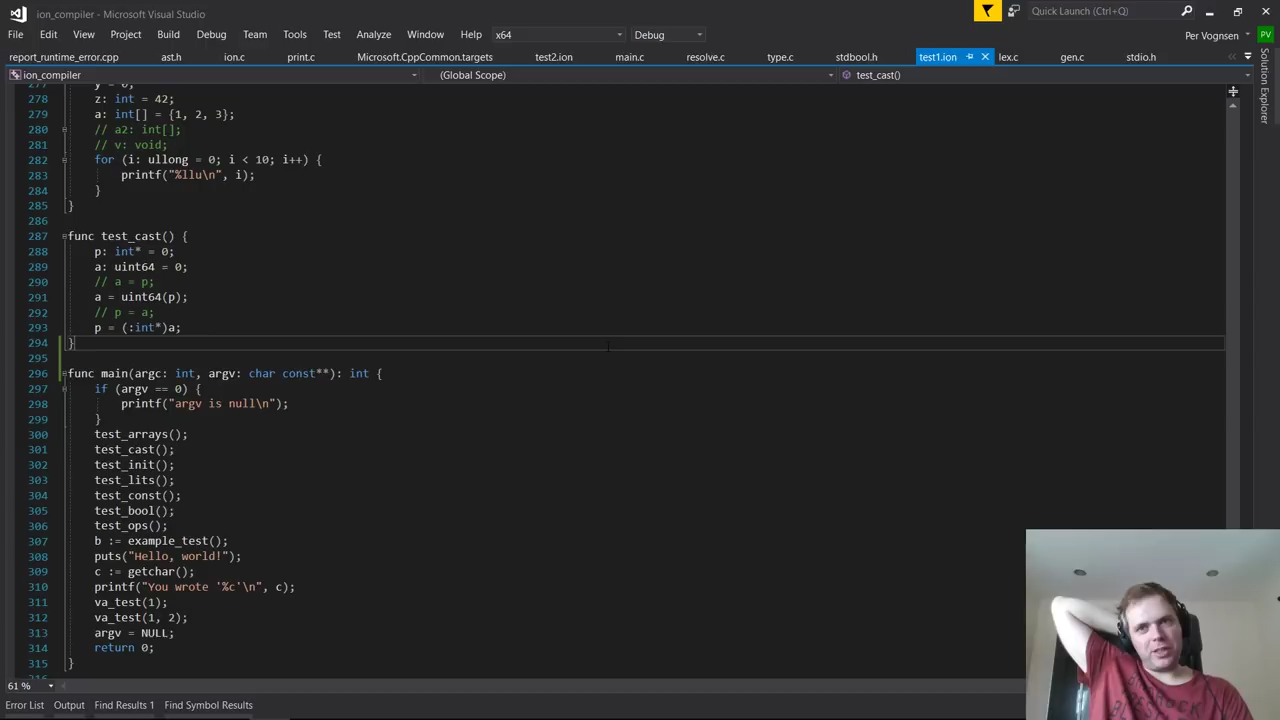 ion_compiler - Microsoft Visual Studio
Quick Launch (Ctrl+Q)
File Edit View Project Build Debug Team Tools Test Analyze Window Help x64 Debug Per Vognsen PV
report_runtime_error.cpp ast.h ion.c print.c Microsoft.CppCommon.targets test2.ion main.c resolve.c type.c stdbool.h test1.ion lex.c gen.c stdio.h
ion_compiler (Global Scope) test_cast()
Solution Explorer
277 y = 0;
278 z: int = 42;
279 a: int[] = {1, 2, 3};
280 // a2: int[];
281 // v: void;
282 for (i: ullong = 0; i < 10; i++) {
283 printf("%llu\n", i);
284 }
285 }
286
287 func test_cast() {
288 p: int* = 0;
289 a: uint64 = 0;
290 // a = p;
291 a = uint64(p);
292 // p = a;
293 p = (:int*)a;
294 }
295
296 func main(argc: int, argv: char const**): int {
297 if (argv == 0) {
298 printf("argv is null\n");
299 }
300 test_arrays();
301 test_cast();
302 test_init();
303 test_lits();
304 test_const();
305 test_bool();
306 test_ops();
307 b := example_test();
308 puts("Hello, world!");
309 c := getchar();
310 printf("You wrote '%c'\n", c);
311 va_test(1);
312 va_test(1, 2);
313 argv = NULL;
314 return 0;
315 }
61 %
Error List Output Find Results 1 Find Symbol Results